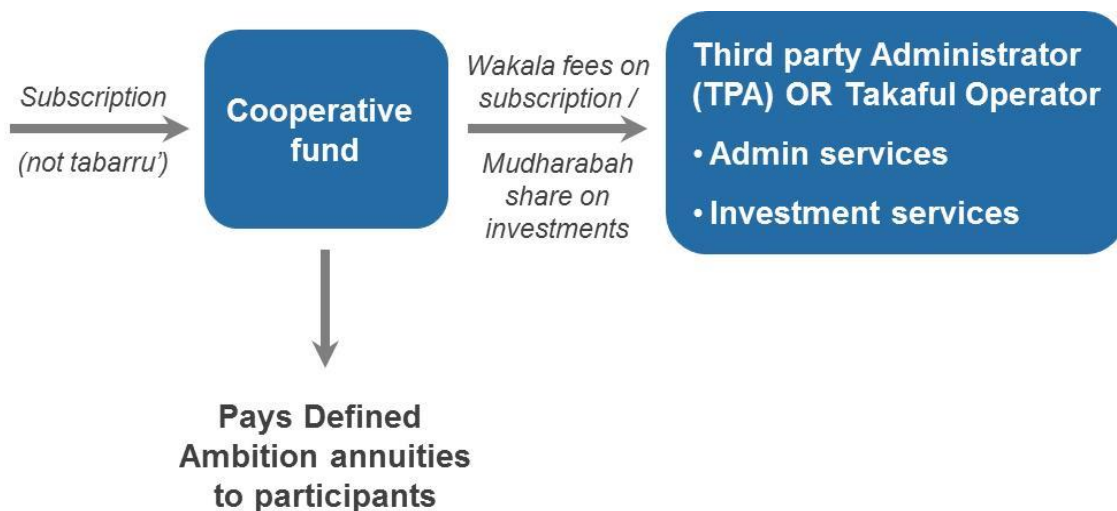 Subscription
(not tabarru’)
Cooperative
fund
Wakala fees on
subscription /
Mudharabah
share on
investments
Third party Administrator
(TPA) OR Takaful Operator
• Admin services
• Investment services
Pays Defined
Ambition annuities
to participants